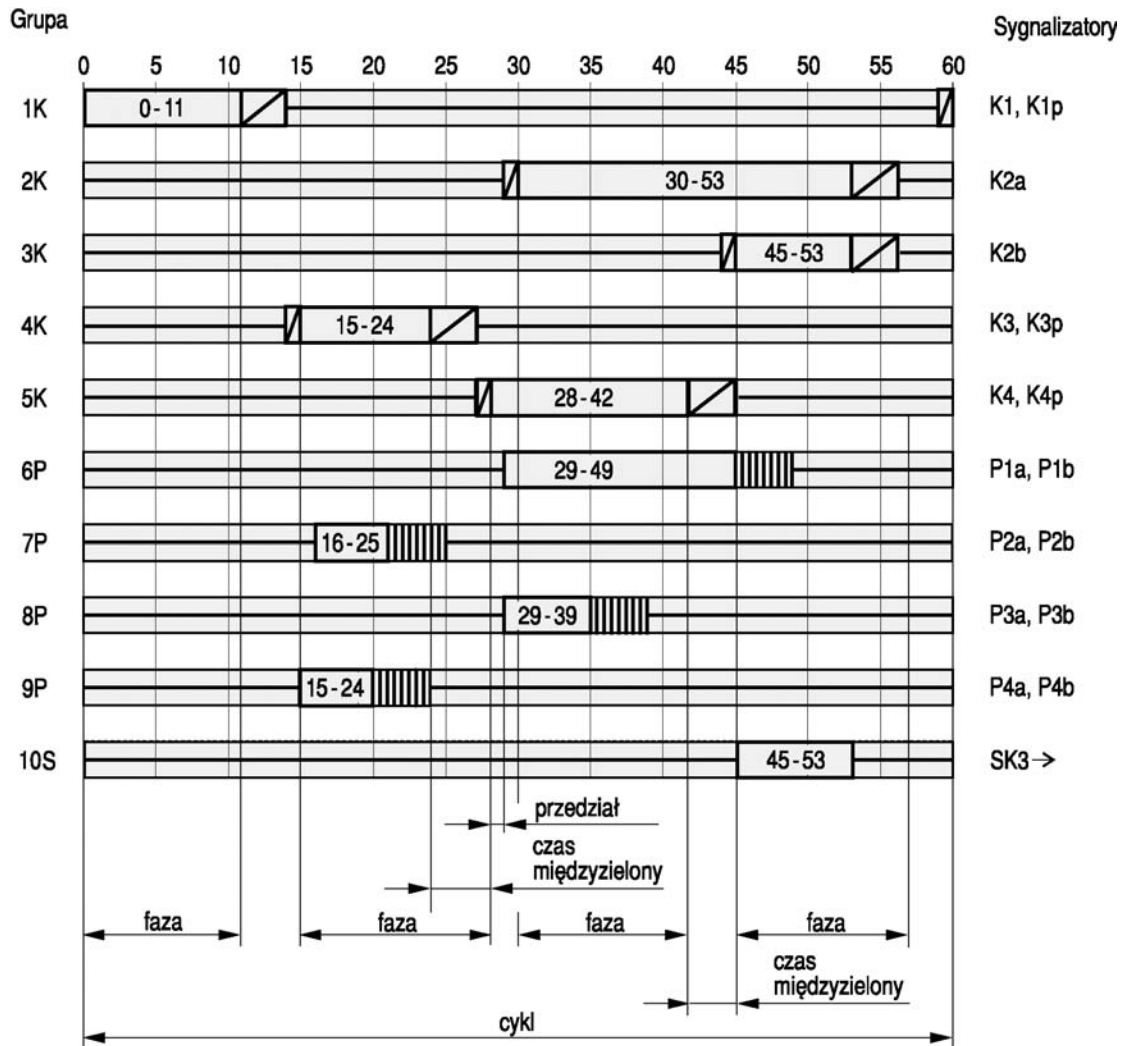 Grupa
Sygnalizatory
0 5 10 15 20 25 30 35 40 45 50 55 60
1K 0-11 K1, K1p
2K 30-53 K2a
3K 45-53 K2b
4K 15-24 K3, K3p
5K 28-42 K4, K4p
6P 29-49 P1a, P1b
7P 16-25 P2a, P2b
8P 29-39 P3a, P3b
9P 15-24 P4a, P4b
10S 45-53 SK3→
przedział
czas
międzyzielony
faza faza faza faza
czas
międzyzielony
cykl